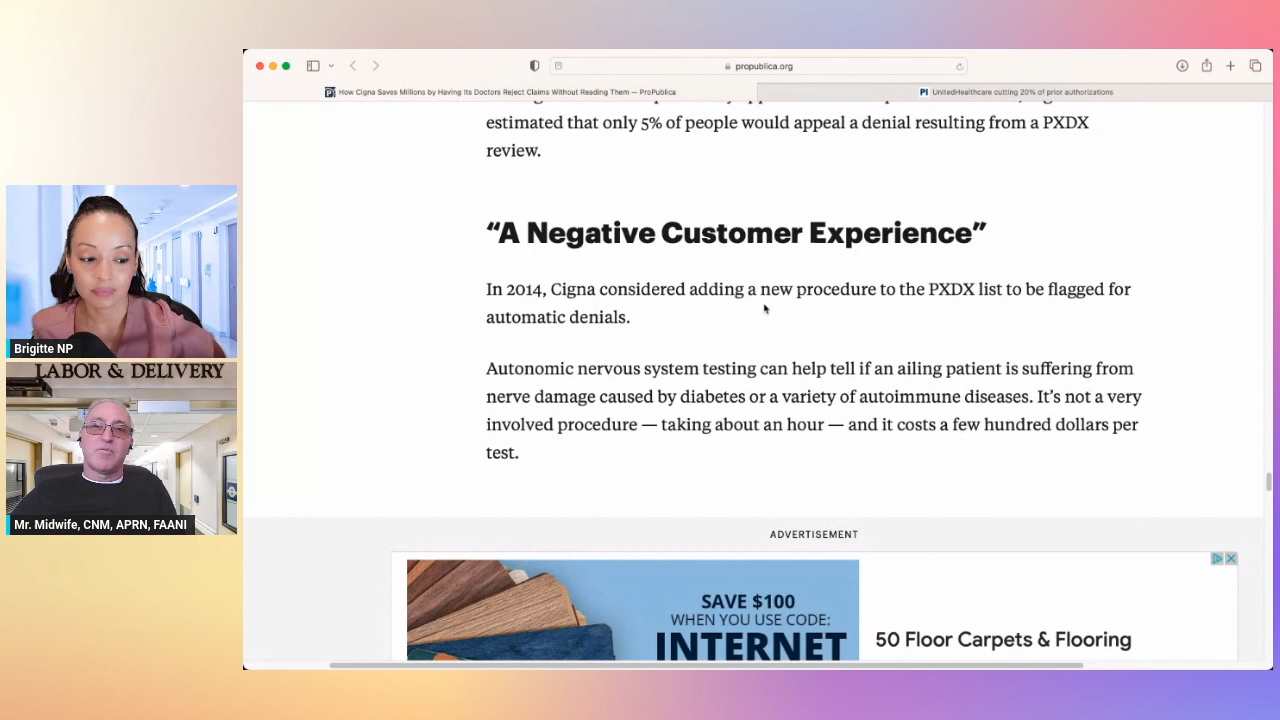 propublica.org
How Cigna Saves Millions by Having Its Doctors Reject Claims Without Reading Them — ProPublica
UnitedHealthcare cutting 20% of prior authorizations
estimated that only 5% of people would appeal a denial resulting from a PXDX
review.
“A Negative Customer Experience”
In 2014, Cigna considered adding a new procedure to the PXDX list to be flagged for
automatic denials.
Autonomic nervous system testing can help tell if an ailing patient is suffering from
nerve damage caused by diabetes or a variety of autoimmune diseases. It’s not a very
involved procedure — taking about an hour — and it costs a few hundred dollars per
test.
ADVERTISEMENT
SAVE $100
WHEN YOU USE CODE:
INTERNET
50 Floor Carpets & Flooring
Brigitte NP
LABOR & DELIVERY
Mr. Midwife, CNM, APRN, FAANI